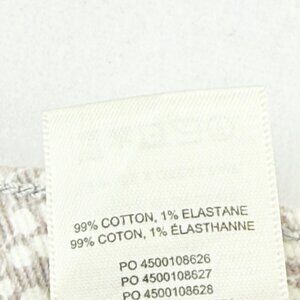 99% COTTON, 1% ELASTANE
99% COTON, 1% ÉLASTHANNE
PO 4500108626
PO 4500108627
PO 4500108628